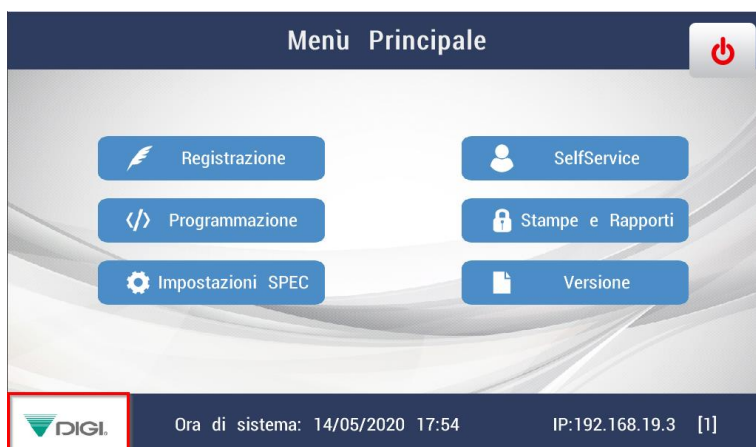 Menù Principale
Registrazione
SelfService
</> Programmazione
Stampe e Rapporti
Impostazioni SPEC
Versione
DIGI.
Ora di sistema: 14/05/2020 17:54
IP:192.168.19.3 [1]